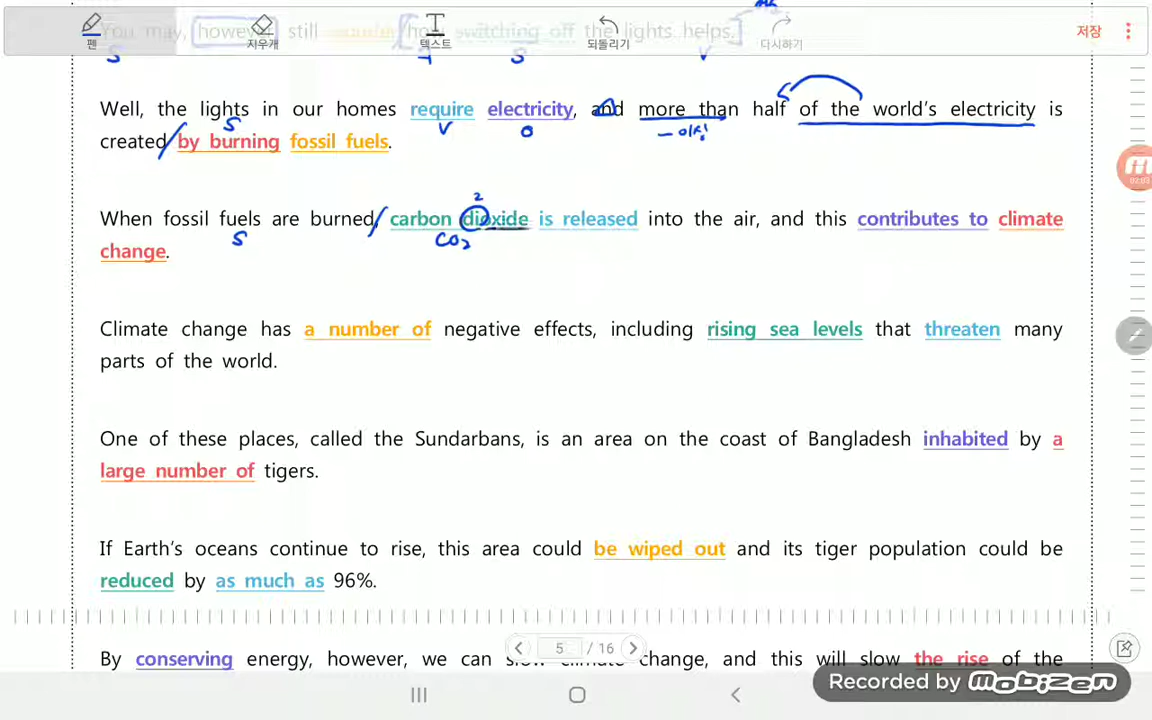 You may, however, still wonder how switching off the lights helps.
펜 지우개 텍스트 되돌리기 다시하기 저장
S S V
Well, the lights in our homes require electricity, and more than half of the world's electricity is
S V O -이상
created by burning fossil fuels.
02:03
2
When fossil fuels are burned, carbon dioxide is released into the air, and this contributes to climate
S CO2
change.
Climate change has a number of negative effects, including rising sea levels that threaten many
parts of the world.
One of these places, called the Sundarbans, is an area on the coast of Bangladesh inhabited by a
large number of tigers.
If Earth's oceans continue to rise, this area could be wiped out and its tiger population could be
reduced by as much as 96%.
5 / 16
By conserving energy, however, we can slow climate change, and this will slow the rise of the
Recorded by mobizen